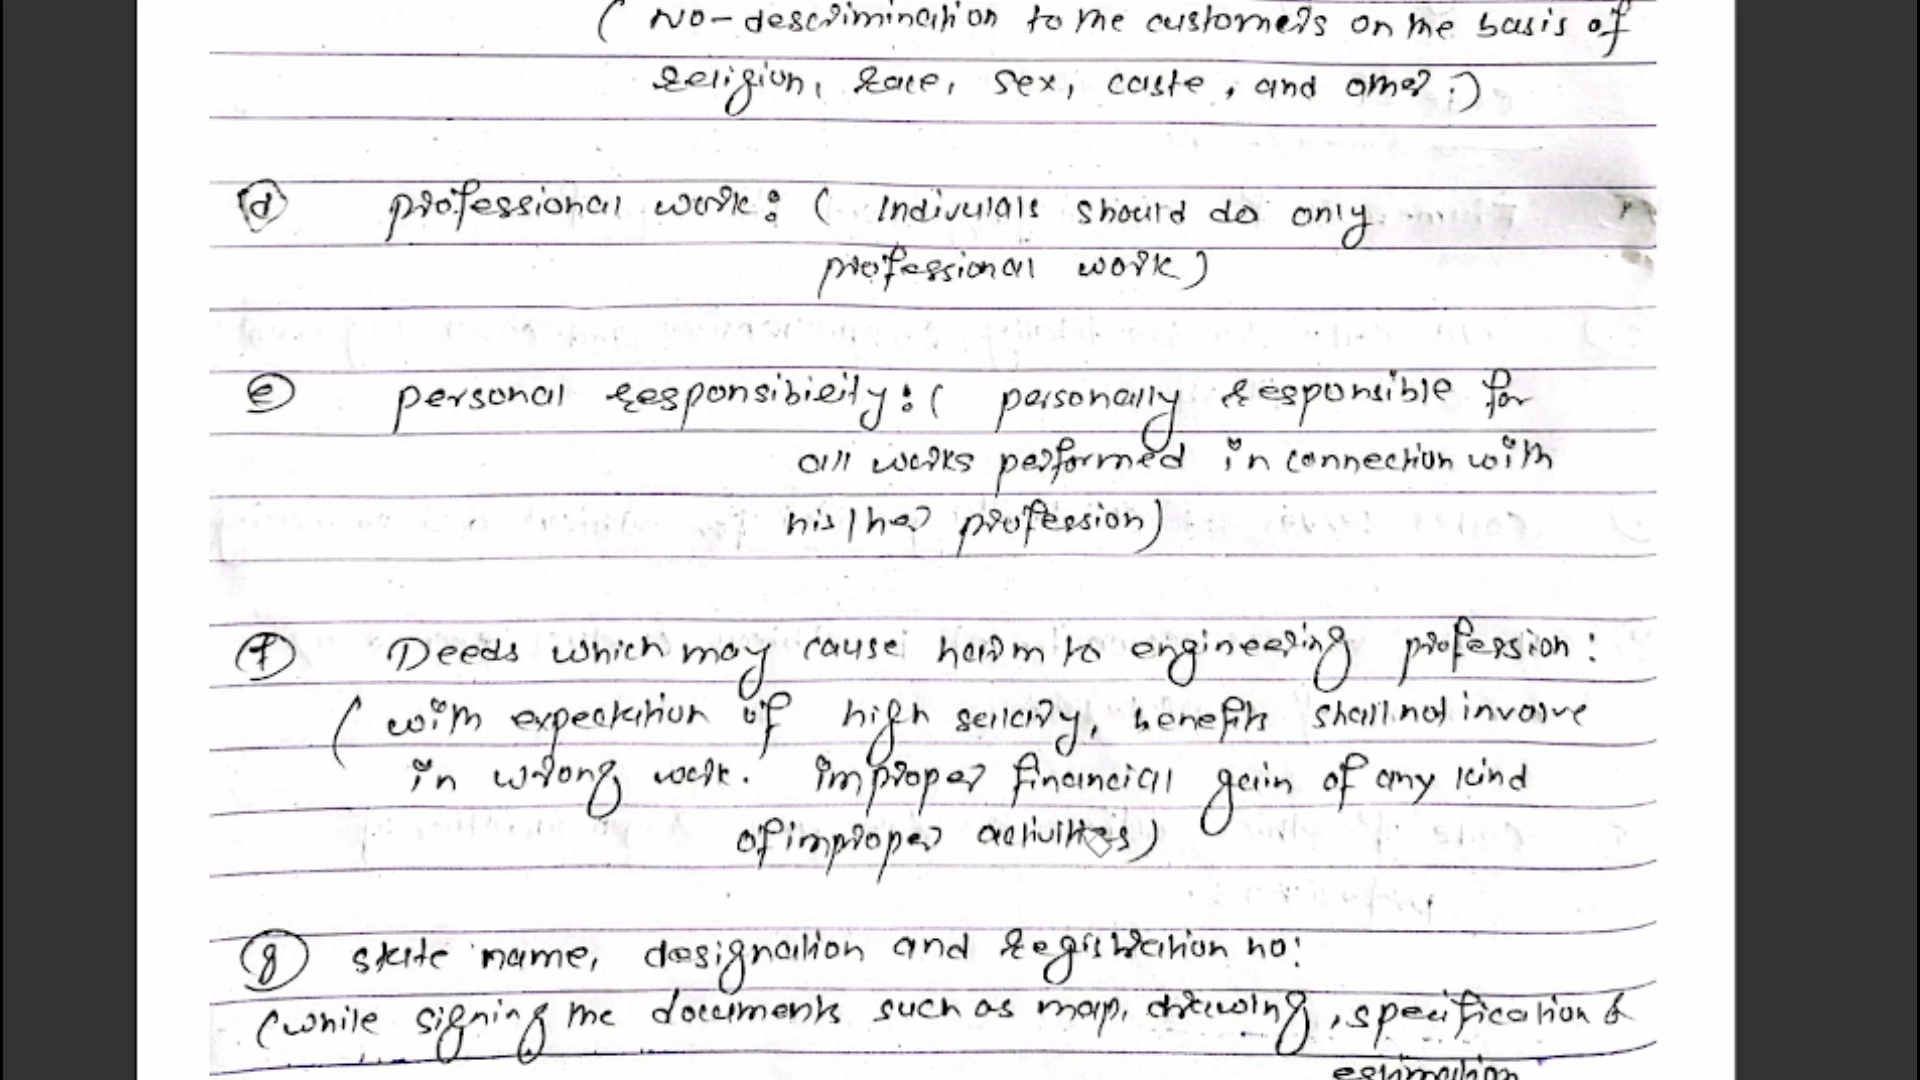 ( No-descrimination to the customers on the basis of
religion, race, sex, caste, and other.)
(d) professional work: ( Indivulals should do only
professional work)
(e) personal responsibieity: ( personally responsible for
all works performed in connection with
his/her profession)
(f) Deeds which may cause harm to engineering profession:
( with expectation of high salary, benefits shall not involve
in wrong work. improper financial gain of any kind
of improper activities)
(g) state name, designation and registration no:
(while signing the documents such as map, drawing, specification &
estimation